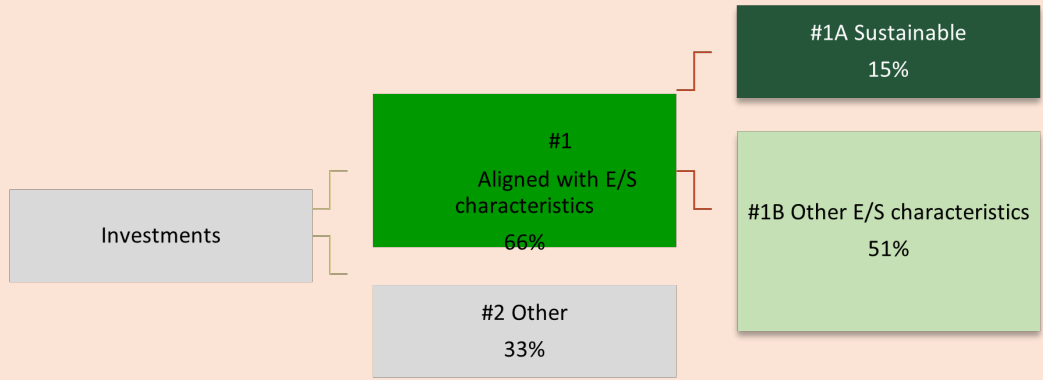 Investments
#1
Aligned with E/S
characteristics
66%
#2 Other
33%
#1A Sustainable
15%
#1B Other E/S characteristics
51%